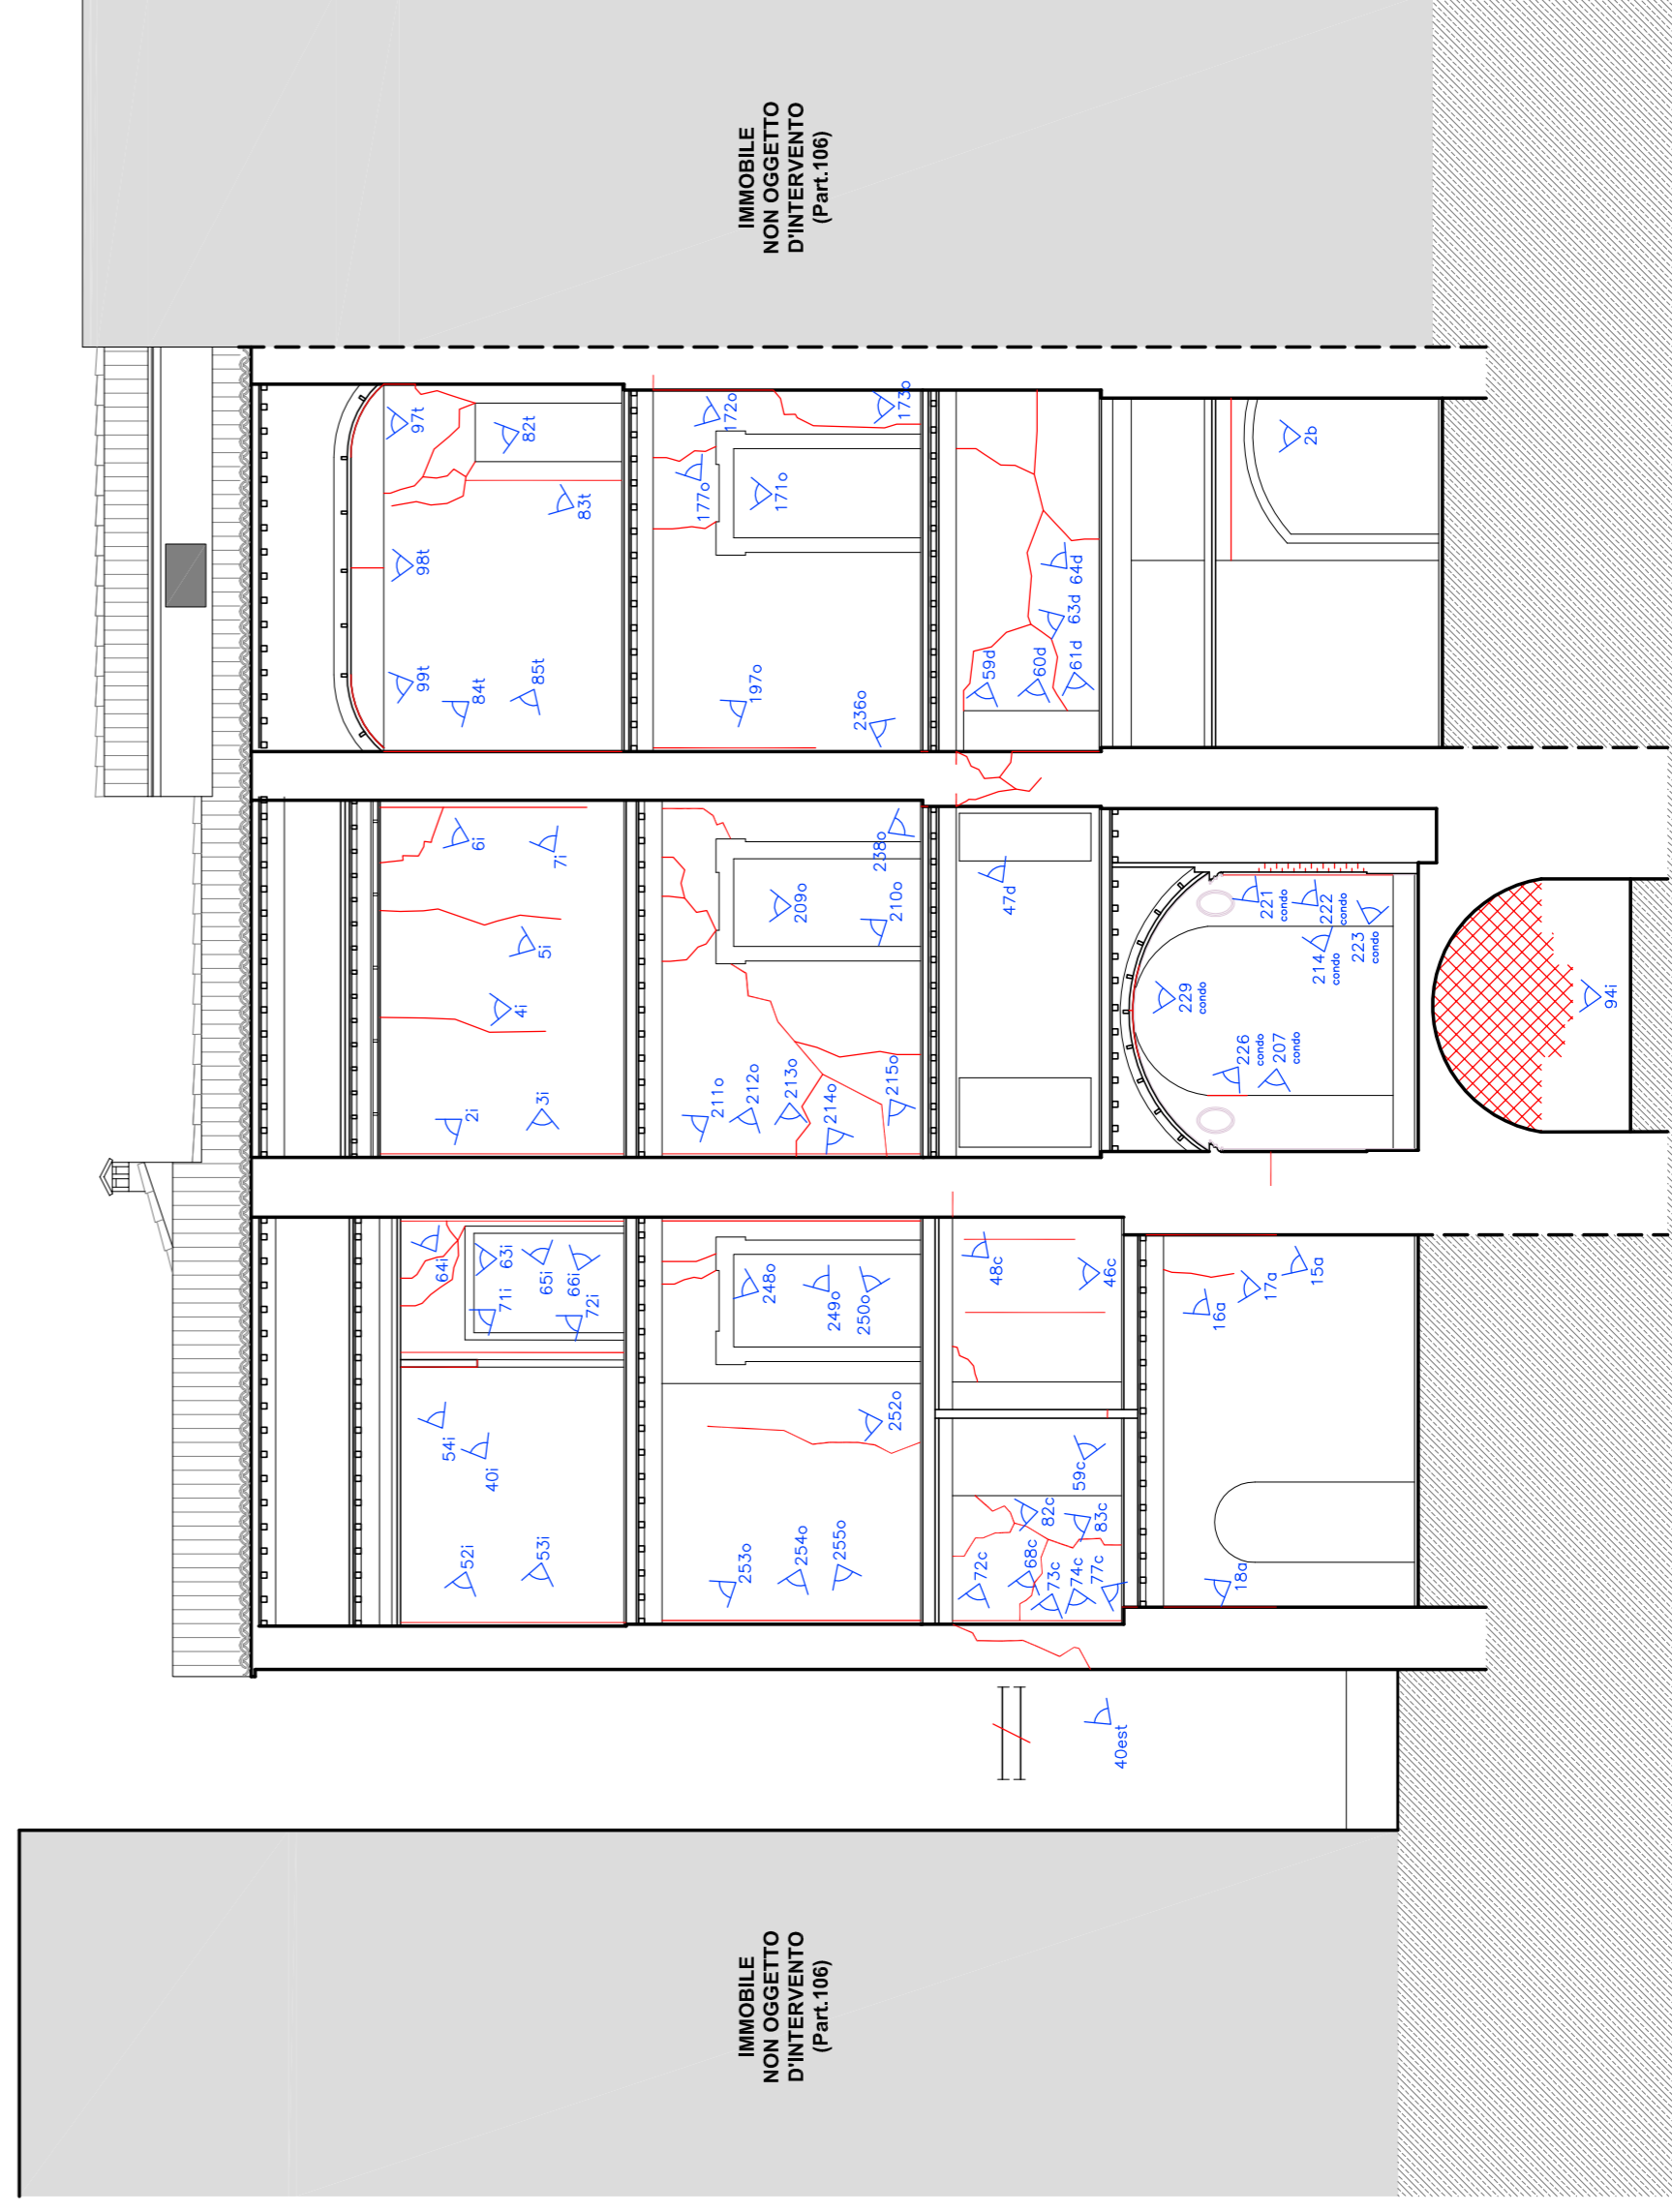 IMMOBILE
NON OGGETTO
D'INTERVENTO
(Part.106)
IMMOBILE
NON OGGETTO
D'INTERVENTO
(Part.106)
52i
53i
54i
40i
64i
71i
63i
65i
66i
72i
2i
3i
4i
5i
6i
7i
99t
84t
85t
98t
83t
97t
82t
253o
254o
255o
252o
248o
249o
250o
211o
212o
213o
214o
215o
209o
210o
238o
197o
236o
177o
171o
172o
173o
72c
68c
73c
74c
77c
82c
83c
59c
48c
46c
47d
59d
60d
61d
63d
64d
40est
18a
16a
17a
15a
226
condo
207
condo
229
condo
214
condo
221
condo
222
condo
223
condo
2b
94i